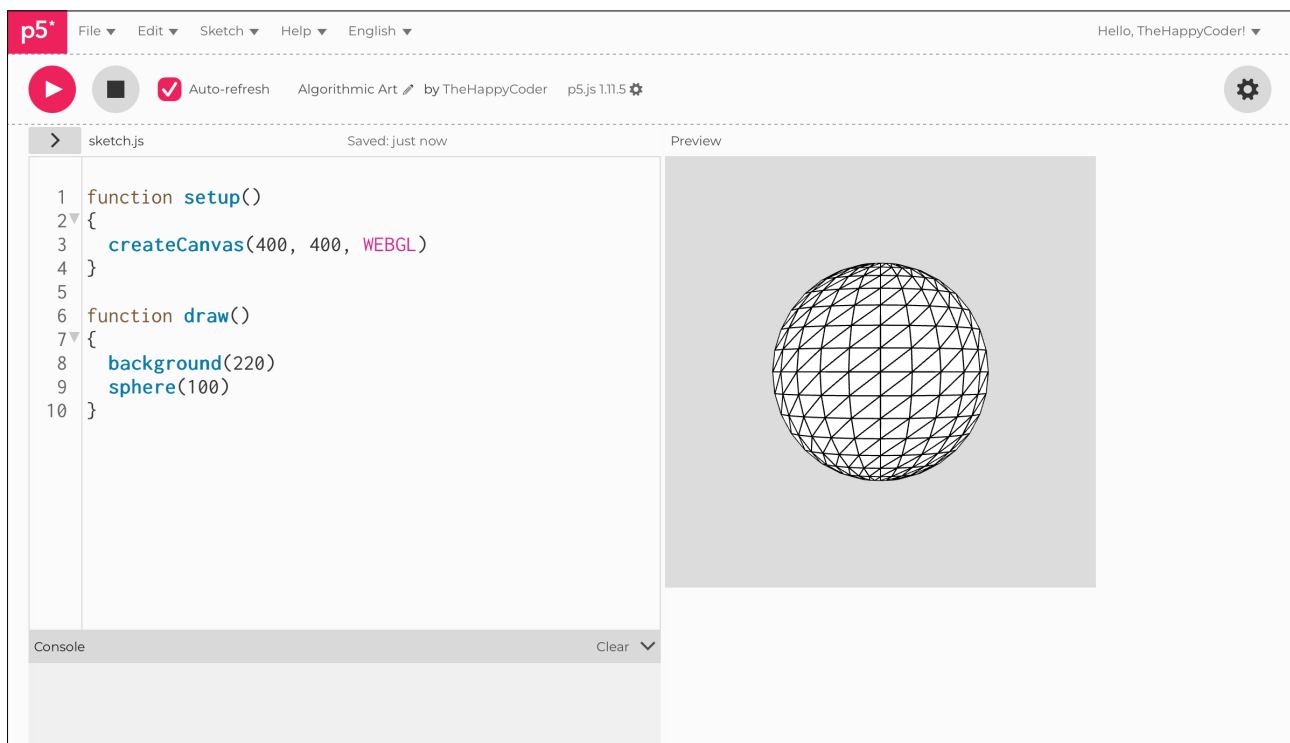 p5* File Edit Sketch Help English Hello, TheHappyCoder!
Auto-refresh Algorithmic Art by TheHappyCoder p5.js 1.11.5
sketch.js Saved: just now Preview
1 function setup()
2 {
3 createCanvas(400, 400, WEBGL)
4 }
5
6 function draw()
7 {
8 background(220)
9 sphere(100)
10 }
Console Clear